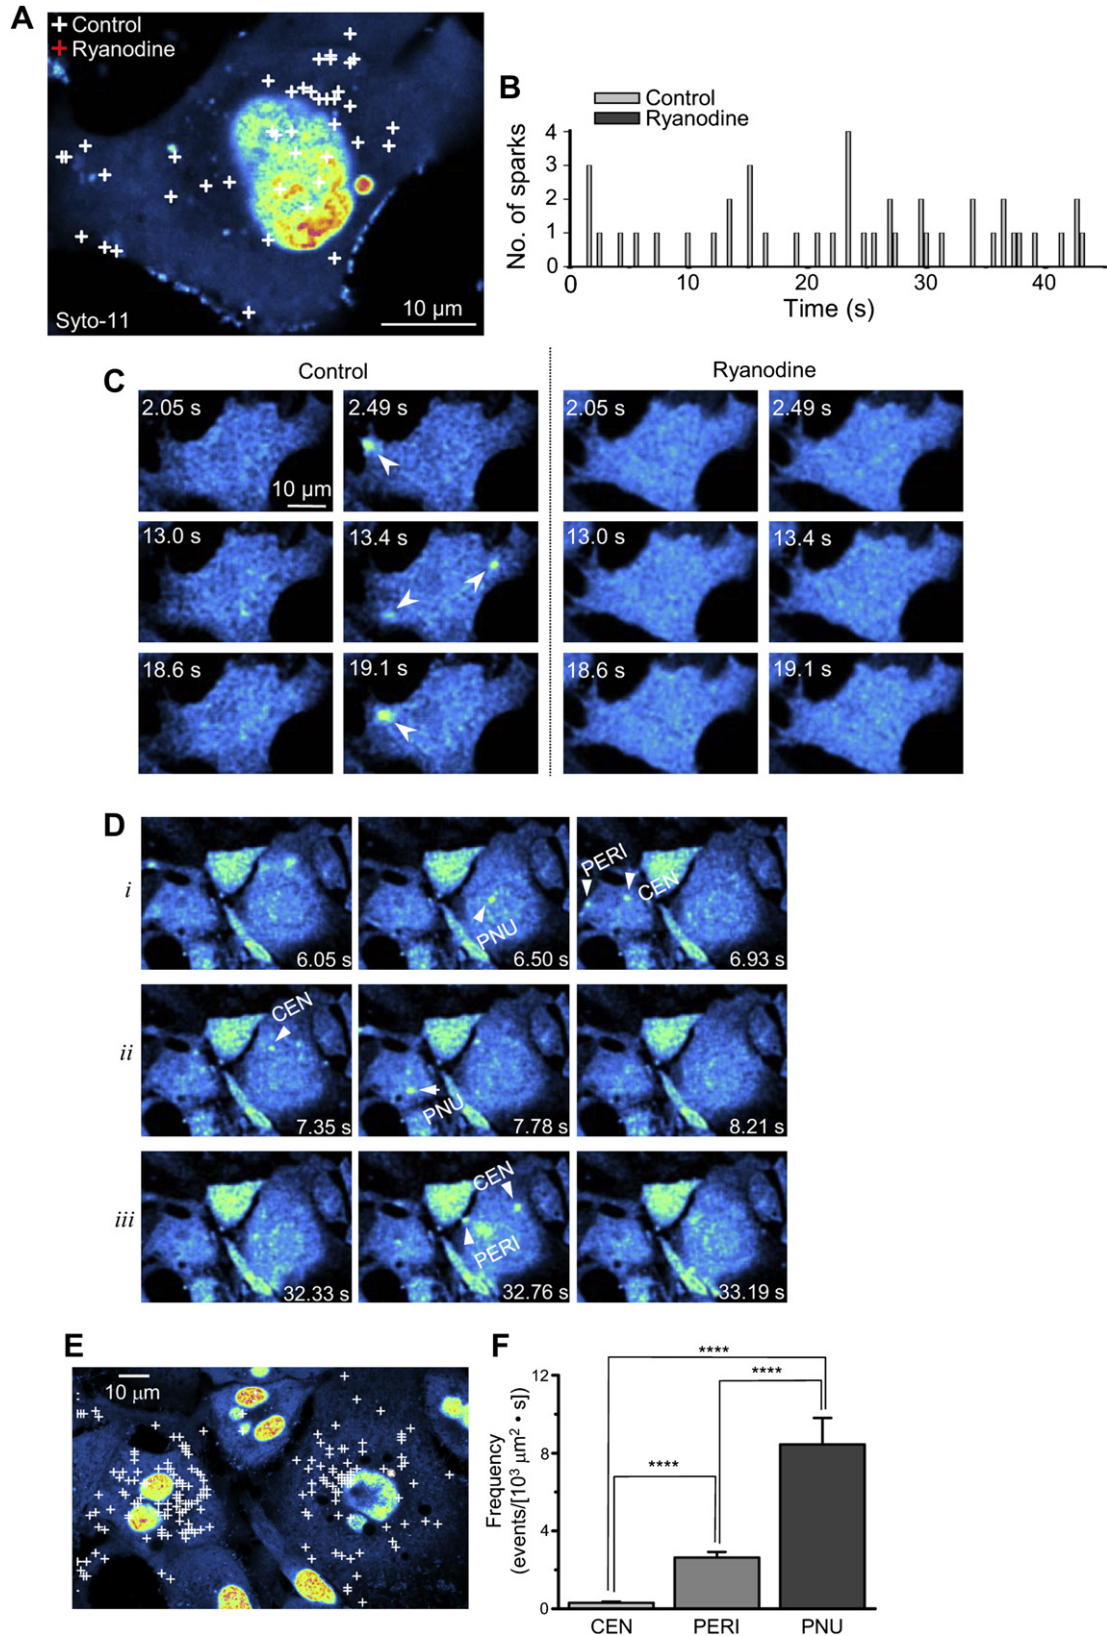 A
Control
Ryanodine
Syto-11
10 μm
B
Control
Ryanodine
No. of sparks
4
3
2
1
0
0 10 20 30 40
Time (s)
C
Control
Ryanodine
2.05 s
2.49 s
2.05 s
2.49 s
10 μm
13.0 s
13.4 s
13.0 s
13.4 s
18.6 s
19.1 s
18.6 s
19.1 s
D
i
PERI
CEN
PNU
6.05 s
6.50 s
6.93 s
ii
CEN
PNU
7.35 s
7.78 s
8.21 s
iii
CEN
PERI
32.33 s
32.76 s
33.19 s
E
10 μm
F
****
****
****
Frequency
(events/[10³ μm² • s])
12
8
4
0
CEN PERI PNU